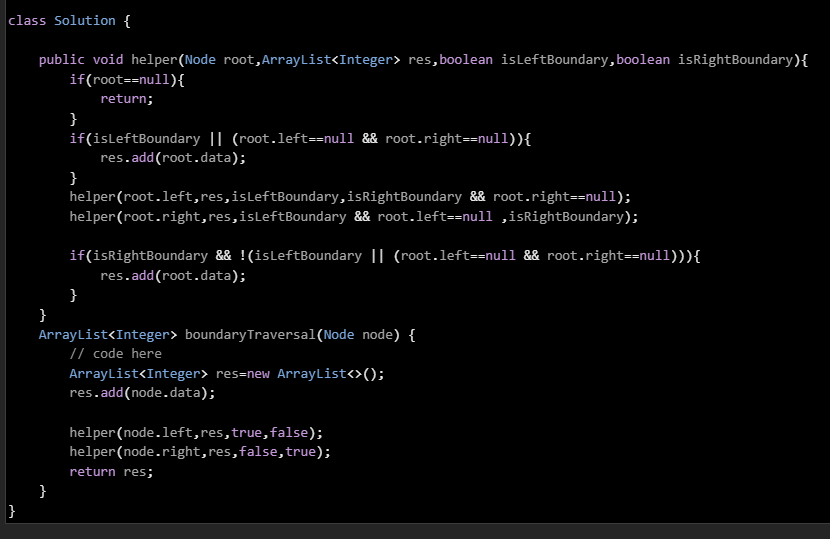 class Solution {
public void helper(Node root,ArrayList<Integer> res,boolean isLeftBoundary,boolean isRightBoundary){
if(root==null){
return;
}
if(isLeftBoundary || (root.left==null && root.right==null)){
res.add(root.data);
}
helper(root.left,res,isLeftBoundary,isRightBoundary && root.right==null);
helper(root.right,res,isLeftBoundary && root.left==null ,isRightBoundary);
if(isRightBoundary && !(isLeftBoundary || (root.left==null && root.right==null))){
res.add(root.data);
}
}
ArrayList<Integer> boundaryTraversal(Node node) {
// code here
ArrayList<Integer> res=new ArrayList<>();
res.add(node.data);
helper(node.left,res,true,false);
helper(node.right,res,false,true);
return res;
}
}